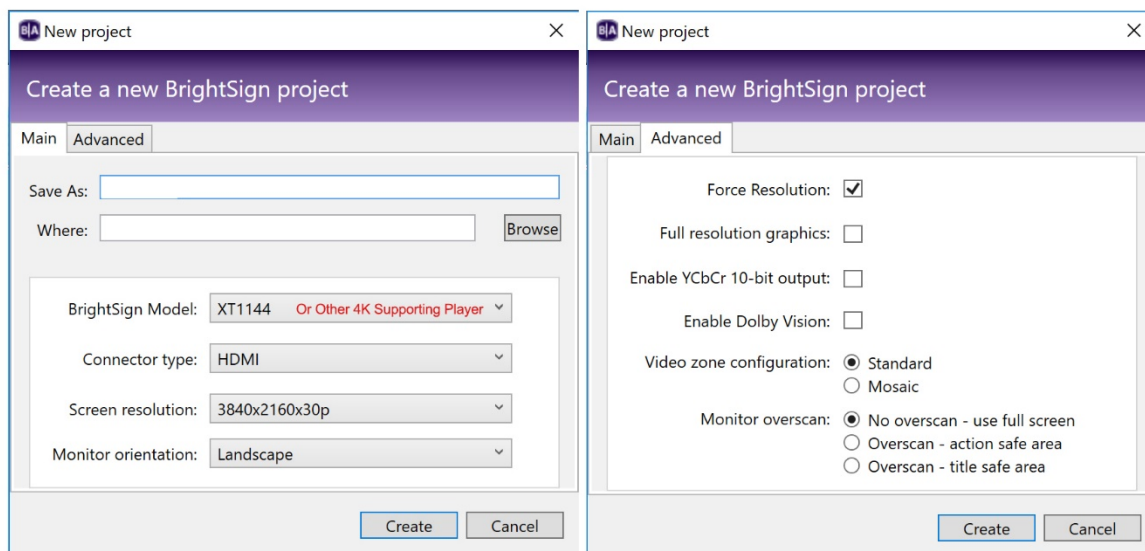 B|A New project
Create a new BrightSign project
Main Advanced
Save As:
Where: Browse
BrightSign Model: XT1144 Or Other 4K Supporting Player
Connector type: HDMI
Screen resolution: 3840x2160x30p
Monitor orientation: Landscape
Create Cancel
B|A New project
Create a new BrightSign project
Main Advanced
Force Resolution:
Full resolution graphics:
Enable YCbCr 10-bit output:
Enable Dolby Vision:
Video zone configuration: Standard
Mosaic
Monitor overscan: No overscan - use full screen
Overscan - action safe area
Overscan - title safe area
Create Cancel